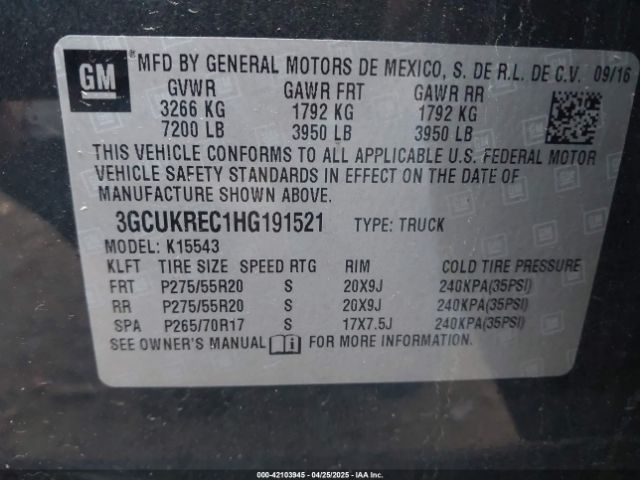 GM
MFD BY GENERAL MOTORS DE MEXICO, S. DE R.L. DE C.V. 09/16
GVWR GAWR FRT GAWR RR
3266 KG 1792 KG 1792 KG
7200 LB 3950 LB 3950 LB
THIS VEHICLE CONFORMS TO ALL APPLICABLE U.S. FEDERAL MOTOR
VEHICLE SAFETY STANDARDS IN EFFECT ON THE DATE OF
MANUFACTURE SHOWN ABOVE.
3GCUKREC1HG191521 TYPE: TRUCK
MODEL: K15543
KLFT TIRE SIZE SPEED RTG RIM COLD TIRE PRESSURE
FRT P275/55R20 S 20X9J 240KPA(35PSI)
RR P275/55R20 S 20X9J 240KPA(35PSI)
SPA P265/70R17 S 17X7.5J 240KPA(35PSI)
SEE OWNER'S MANUAL FOR MORE INFORMATION.
000-42103945 - 04/25/2025 - IAAI.com